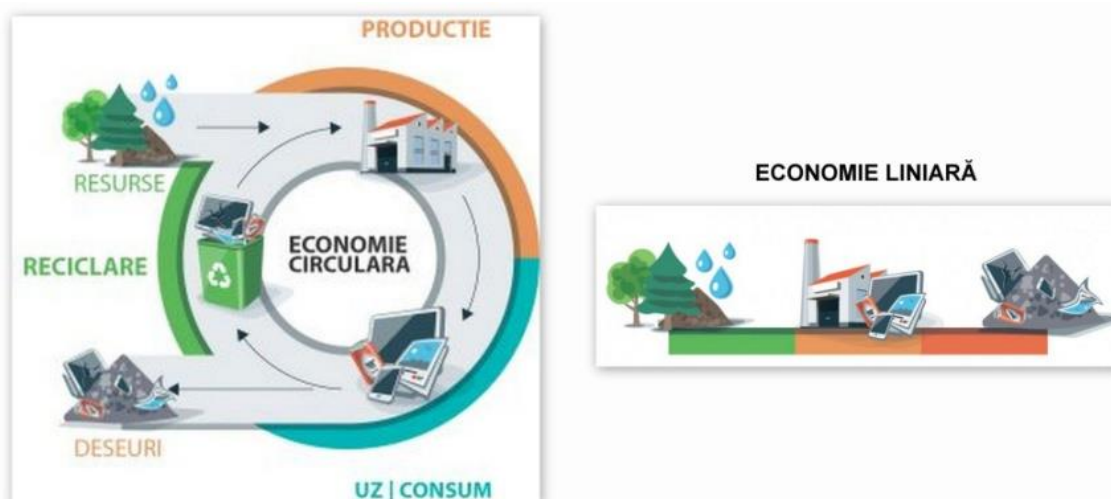 PRODUCTIE
RESURSE
RECICLARE
ECONOMIE
CIRCULARA
DESEURI
UZ | CONSUM
ECONOMIE LINIARĂ